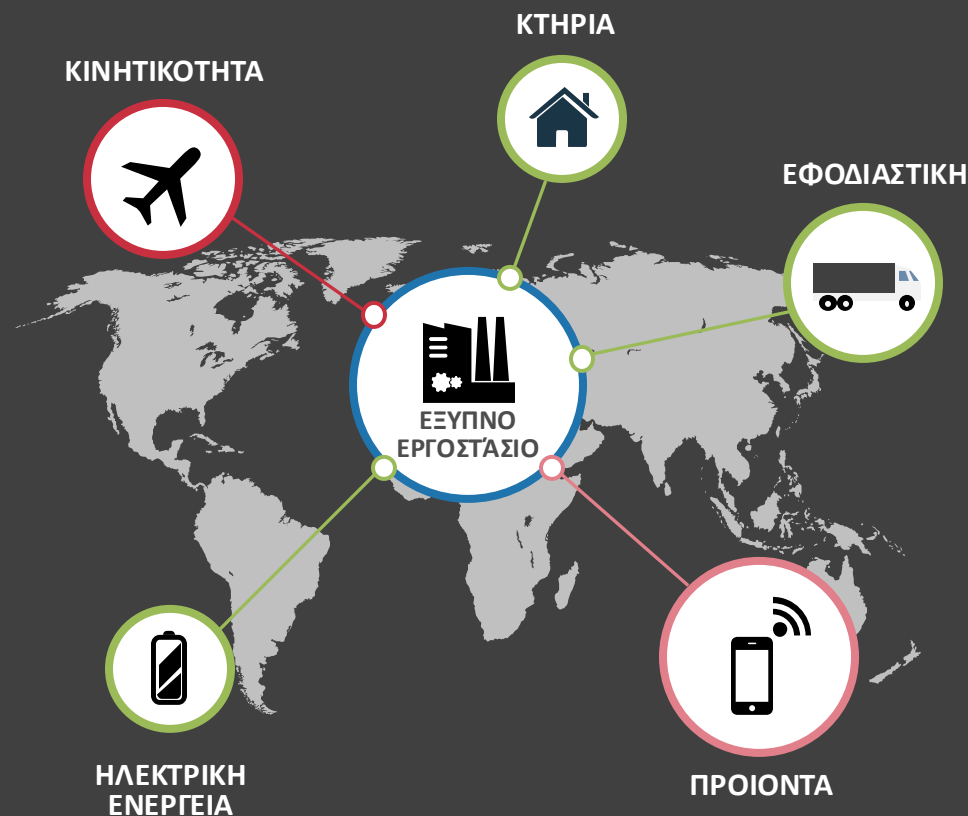 ΚΤΗΡΙΑ
ΚΙΝΗΤΙΚΟΤΗΤΑ
ΕΦΟΔΙΑΣΤΙΚΗ
ΕΞΥΠΝΟ
ΕΡΓΟΣΤΆΣΙΟ
ΗΛΕΚΤΡΙΚΗ
ΕΝΕΡΓΕΙΑ
ΠΡΟΙΟΝΤΑ